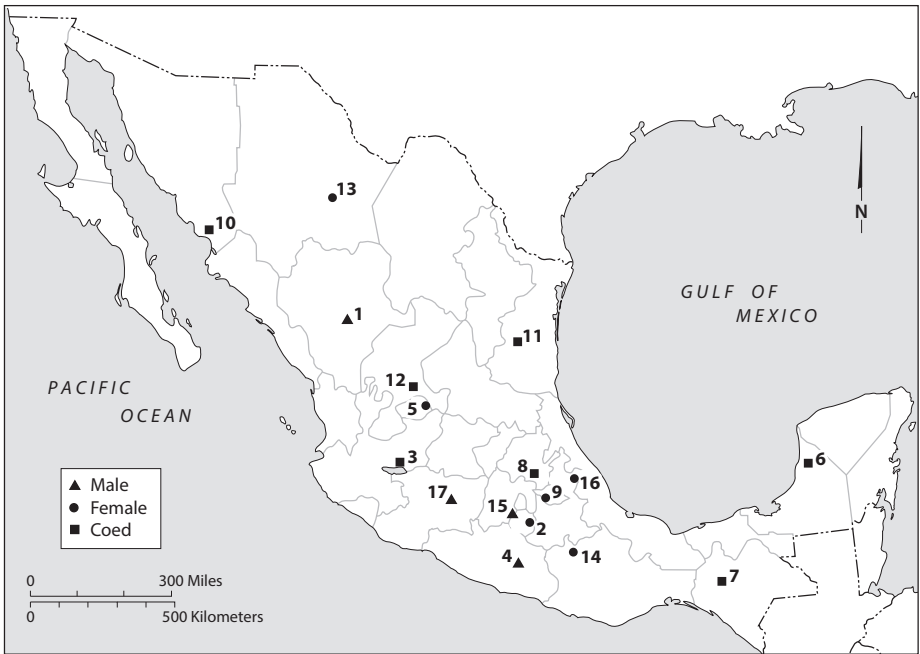 13
10
N
GULF OF
MEXICO
1
11
PACIFIC
OCEAN
12
5
3
6
8
16
17
9
15
2
4
14
7
Male
Female
Coed
0 300 Miles
0 500 Kilometers